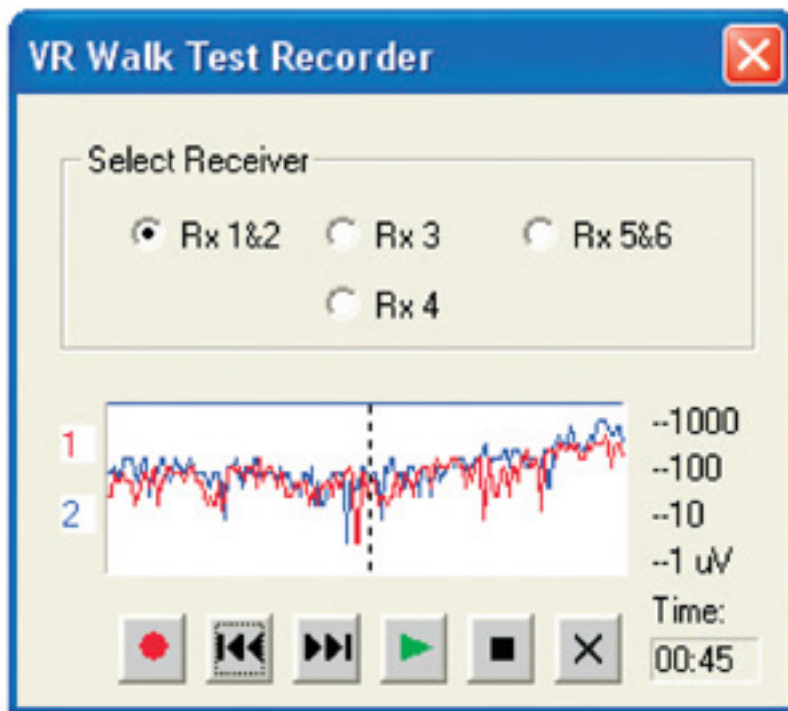 VR Walk Test Recorder
Select Receiver
Rx 1&2 Rx 3 Rx 5&6
Rx 4
1
2
--1000
--100
--10
--1 uV
Time:
00:45